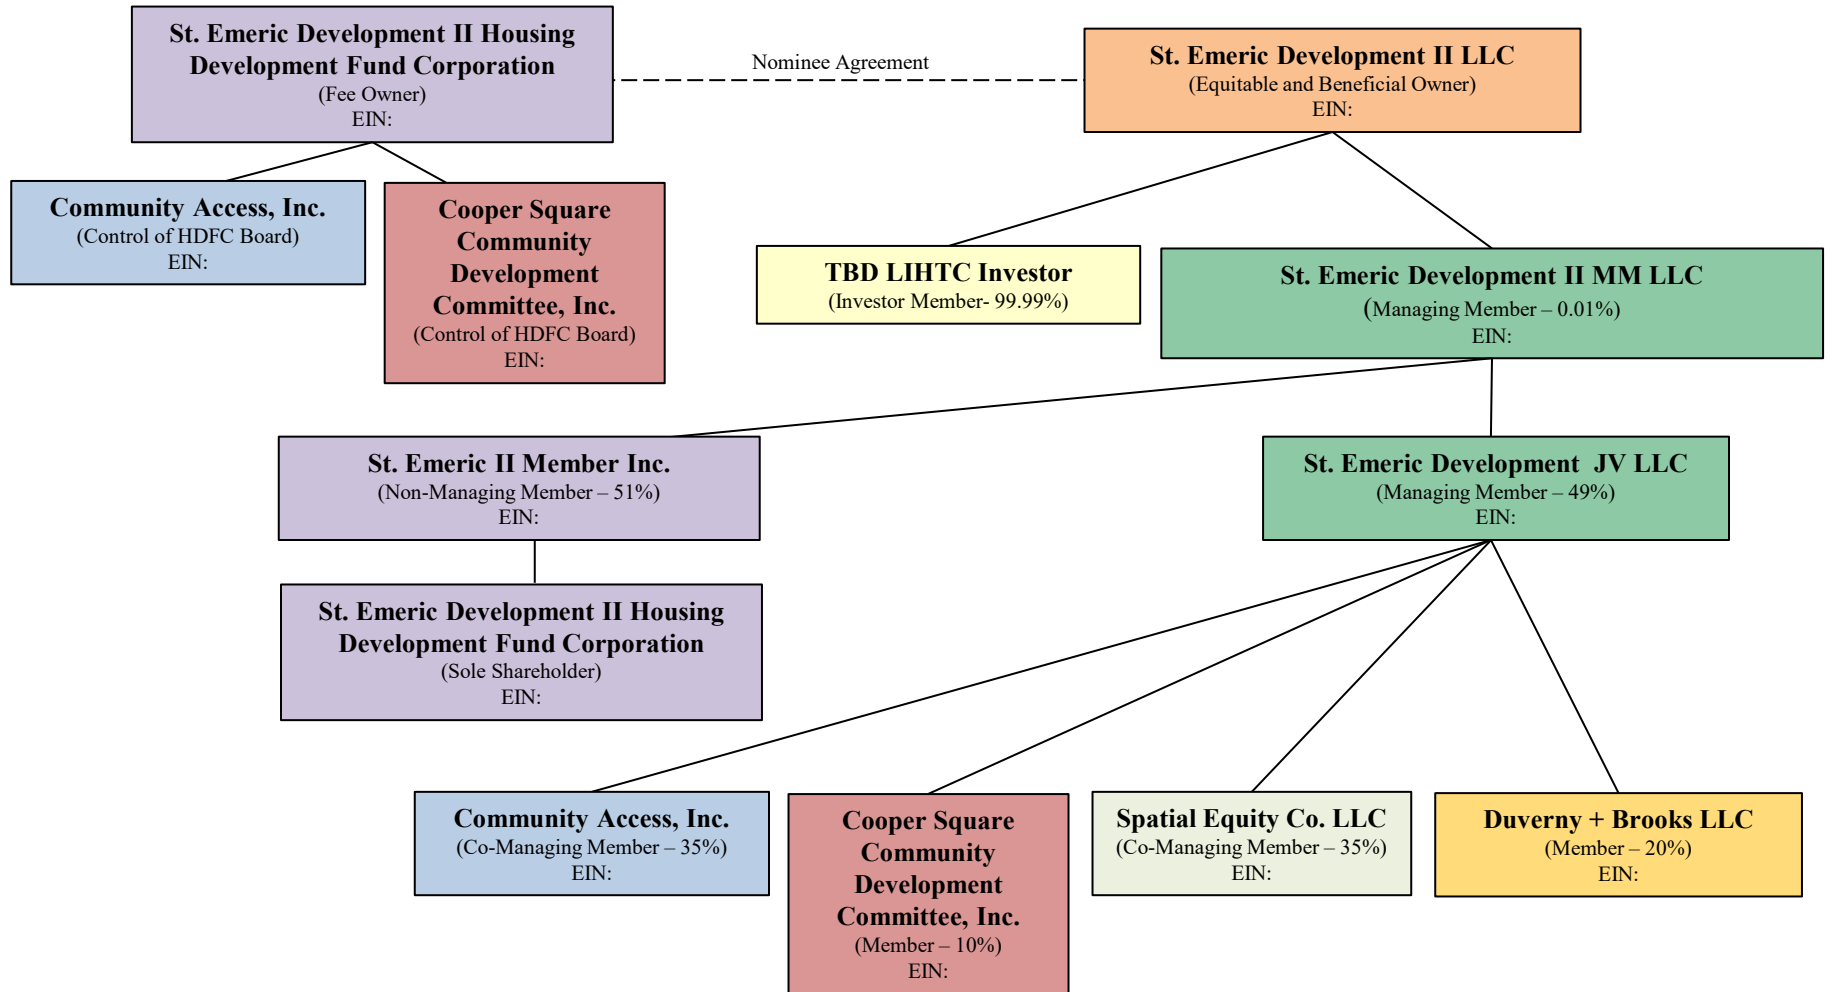 St. Emeric Development II Housing
Development Fund Corporation
(Fee Owner)
EIN:
Nominee Agreement
St. Emeric Development II LLC
(Equitable and Beneficial Owner)
EIN:
Community Access, Inc.
(Control of HDFC Board)
EIN:
Cooper Square
Community
Development
Committee, Inc.
(Control of HDFC Board)
EIN:
TBD LIHTC Investor
(Investor Member- 99.99%)
St. Emeric Development II MM LLC
(Managing Member – 0.01%)
EIN:
St. Emeric II Member Inc.
(Non-Managing Member – 51%)
EIN:
St. Emeric Development  JV LLC
(Managing Member – 49%)
EIN:
St. Emeric Development II Housing
Development Fund Corporation
(Sole Shareholder)
EIN:
Community Access, Inc.
(Co-Managing Member – 35%)
EIN:
Cooper Square
Community
Development
Committee, Inc.
(Member – 10%)
EIN:
Spatial Equity Co. LLC
(Co-Managing Member – 35%)
EIN:
Duverny + Brooks LLC
(Member – 20%)
EIN: